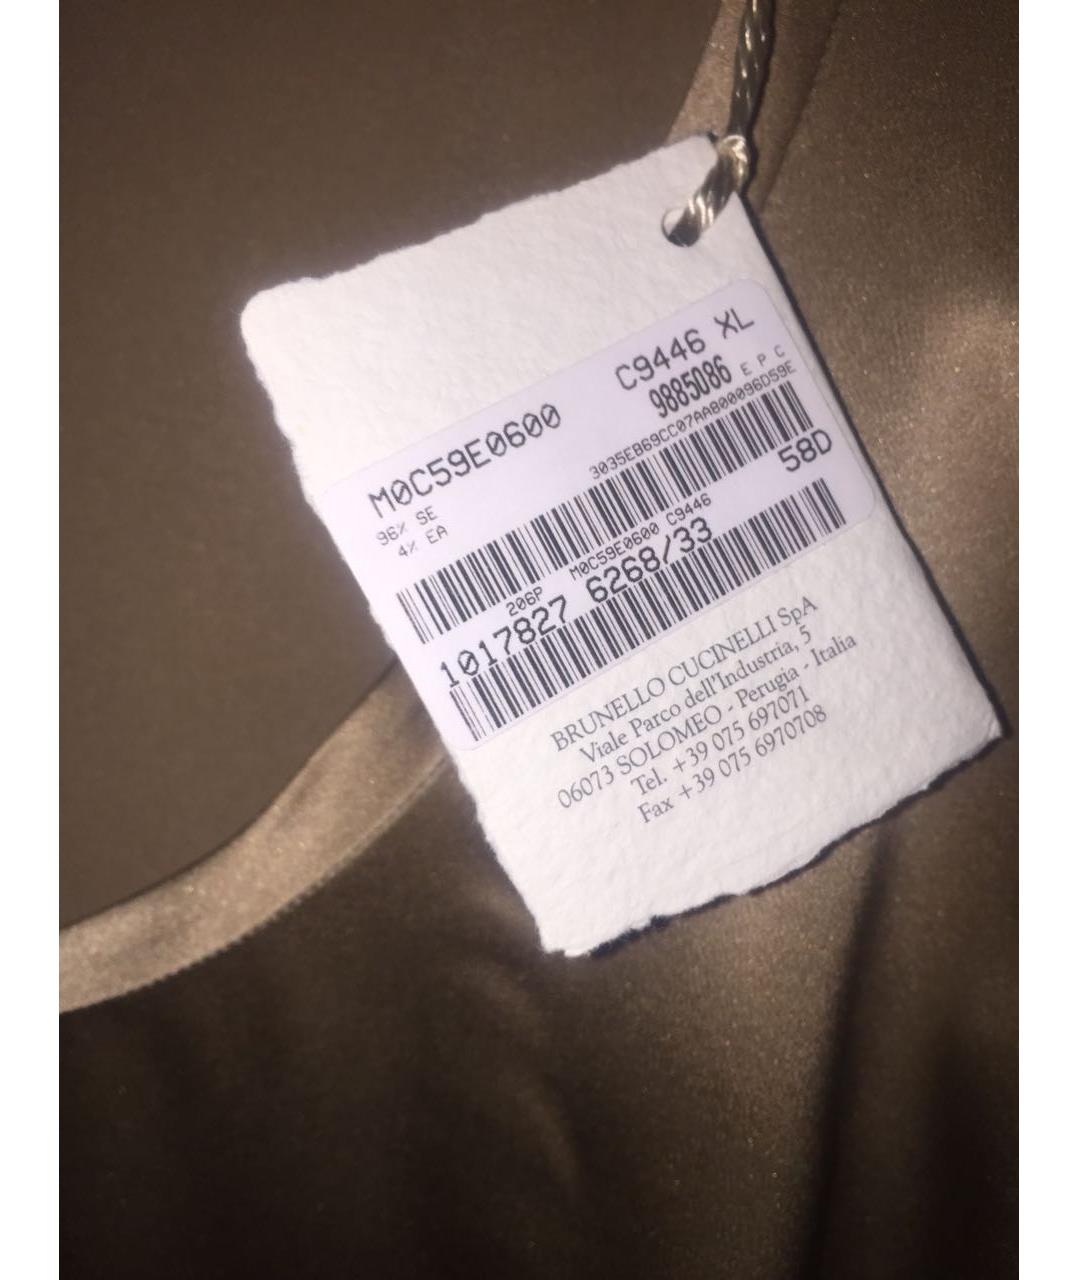 C9446 XL
M0C59E0600 9885086 E P C
96% SE 3035EB69CC07AAB00096D59E
4% EA
58D
206P M0C59E0600 C9446
1017827 6268/33
BRUNELLO CUCINELLI SpA
Viale Parco dell'Industria, 5
06073 SOLOMEO - Perugia - Italia
Tel. +39 075 697071
Fax +39 075 6970708